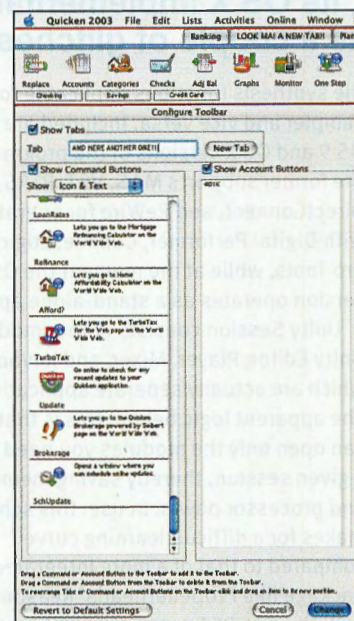 Quicken 2003 File Edit Lists Activities Online Window
Banking LOOK MA! A NEW TAB!!
Replace Accounts Categories Checks Adj Bal Graphs Monitor One Step
Checking Savings Credit Card
Configure Toolbar
Show Tabs
Tab AND HERE ANOTHER ONE!!! New Tab
Show Command Buttons Show Account Buttons
Show Icon & Text 401K
LoanRates
Lets you go to the Mortgage
Refinancing Calculator on the
World Wide Web.
Refinance
Lets you go to Home
Affordability Calculator on the
World Wide Web.
Afford?
Lets you go to the TurboTax
for the Web page on the World
Wide Web.
TurboTax
Go online to check for any
recent updates to your
Quicken application.
Update
Lets you go to the Quicken
Brokerage powered by Siebert
page on the World Wide Web.
Brokerage
Opens a window where you
can schedule online updates.
SchUpdate
Drag a Command or Account Button to the Toolbar to add it to the Toolbar.
Drag a Command or Account Button from the Toolbar to delete it from the Toolbar.
To rearrange Tabs or Command or Account Buttons on the Toolbar click and drag an item to its new position.
Revert to Default Settings Cancel Change